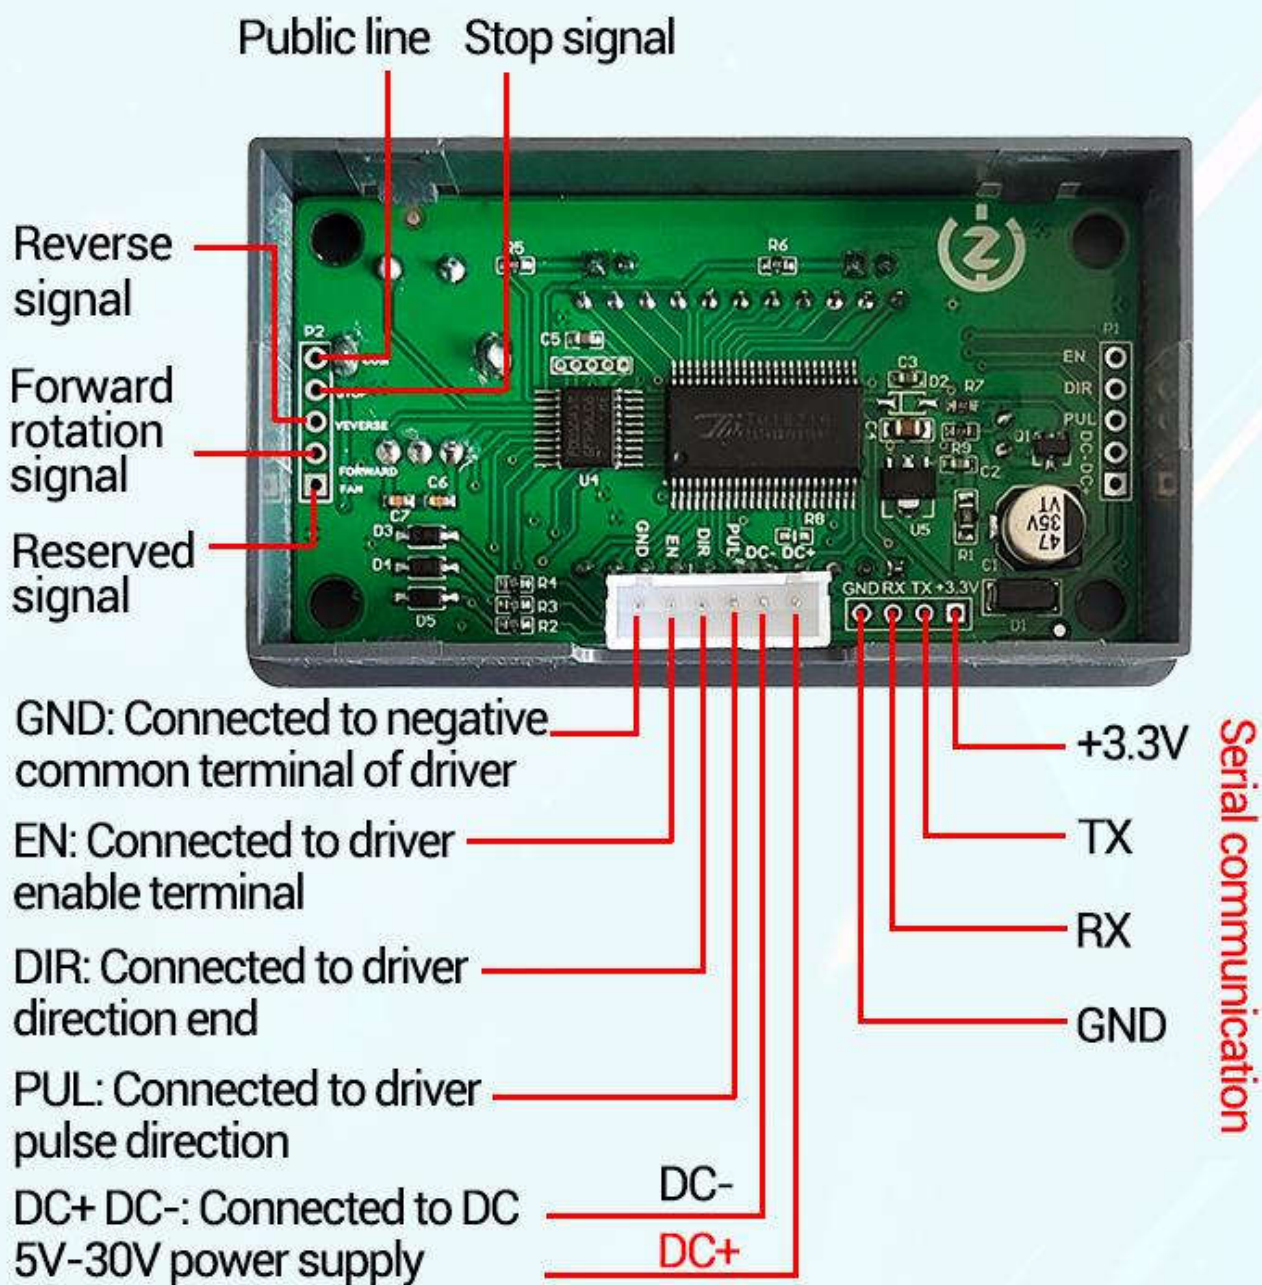 Public line Stop signal
Reverse
signal
Forward
rotation
signal
Reserved
signal
P2
STOP
YEVERSE
FORWARD
FAN
R5
R6
C5
U4
C3
D2
R7
C4
R9
C2
Q1
U5
R1
C1
D1
47
35V
VT
P1
EN
DIR
PUL
DC-
DC+
C6
C7
D3
D4
D5
R4
R3
R2
R8
GND EN DIR PUL DC- DC+
GND RX TX +3.3V
GND: Connected to negative
common terminal of driver
EN: Connected to driver
enable terminal
DIR: Connected to driver
direction end
PUL: Connected to driver
pulse direction
DC+ DC-: Connected to DC
5V-30V power supply
DC-
DC+
+3.3V
TX
RX
GND
Serial communication